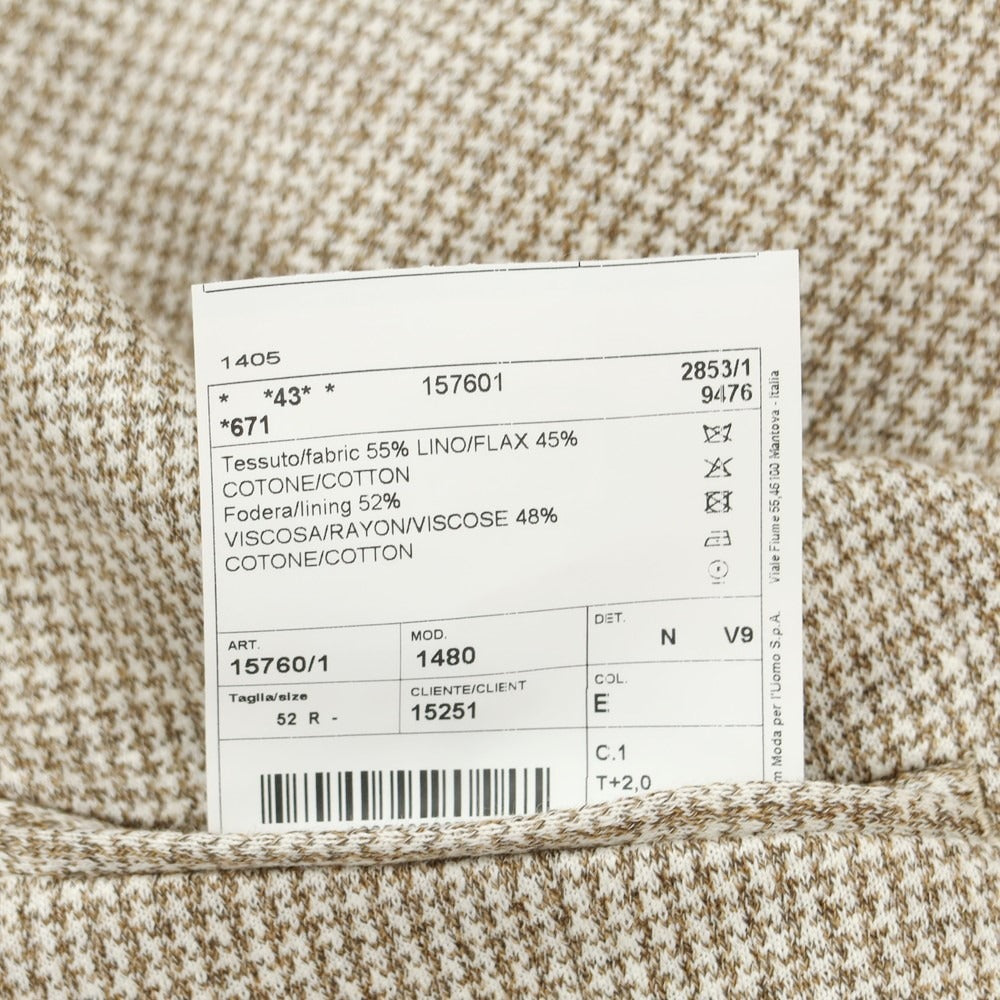 1405
* *43* * 157601 2853/1
*671 9476
Tessuto/fabric 55% LINO/FLAX 45%
COTONE/COTTON
Fodera/lining 52%
VISCOSA/RAYON/VISCOSE 48%
COTONE/COTTON
ART.
15760/1
MOD.
1480
DET.
N V9
Taglia/size
52 R -
CLIENTE/CLIENT
15251
COL.
E
C.1
T+2,0
Moda per l'Uomo S.p.A. Viale Fiume 55,46100 Mantova - Italia